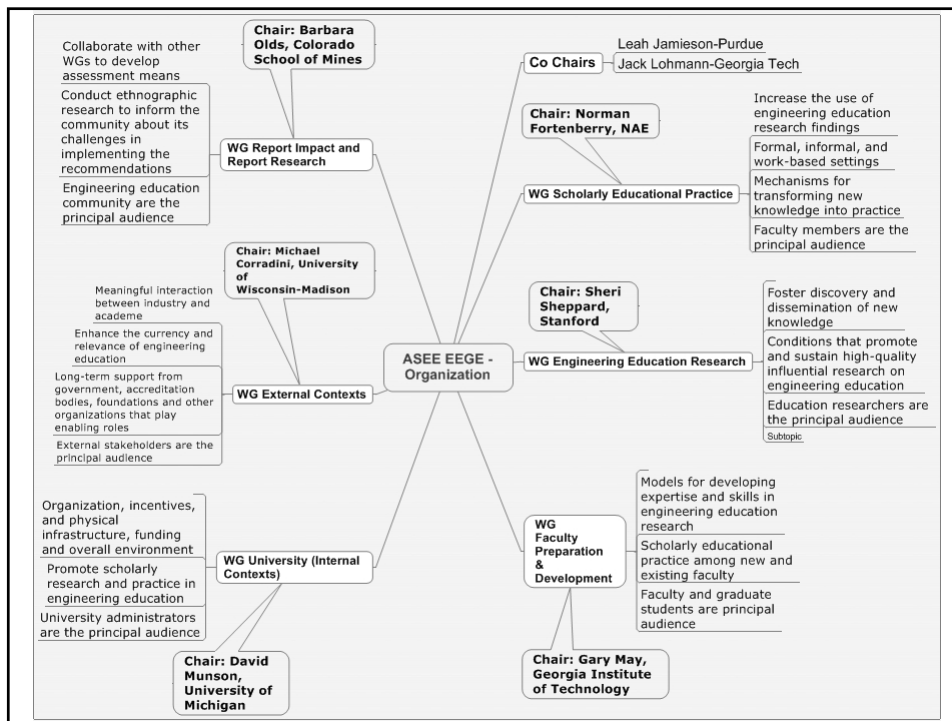 ASEE EEGE -
Organization
Co Chairs
Leah Jamieson-Purdue
Jack Lohmann-Georgia Tech
Chair: Norman
Fortenberry, NAE
WG Scholarly Educational Practice
Increase the use of
engineering education
research findings
Formal, informal, and
work-based settings
Mechanisms for
transforming new
knowledge into practice
Faculty members are the
principal audience
Chair: Sheri
Sheppard,
Stanford
WG Engineering Education Research
Foster discovery and
dissemination of new
knowledge
Conditions that promote
and sustain high-quality
influential research on
engineering education
Education researchers are
the principal audience
Subtopic
WG
Faculty
Preparation
&
Development
Models for developing
expertise and skills in
engineering education
research
Scholarly educational
practice among new and
existing faculty
Faculty and graduate
students are principal
audience
Chair: Gary May,
Georgia Institute
of Technology
Chair: Barbara
Olds, Colorado
School of Mines
WG Report Impact and
Report Research
Collaborate with other
WGs to develop
assessment means
Conduct ethnographic
research to inform the
community about its
challenges in
implementing the
recommendations
Engineering education
community are the
principal audience
Chair: Michael
Corradini, University
of
Wisconsin-Madison
WG External Contexts
Meaningful interaction
between industry and
academe
Enhance the currency and
relevance of engineering
education
Long-term support from
government, accreditation
bodies, foundations and other
organizations that play
enabling roles
External stakeholders are the
principal audience
WG University (Internal
Contexts)
Organization, incentives,
and physical
infrastructure, funding
and overall environment
Promote scholarly
research and practice in
engineering education
University administrators
are the principal audience
Chair: David
Munson,
University of
Michigan